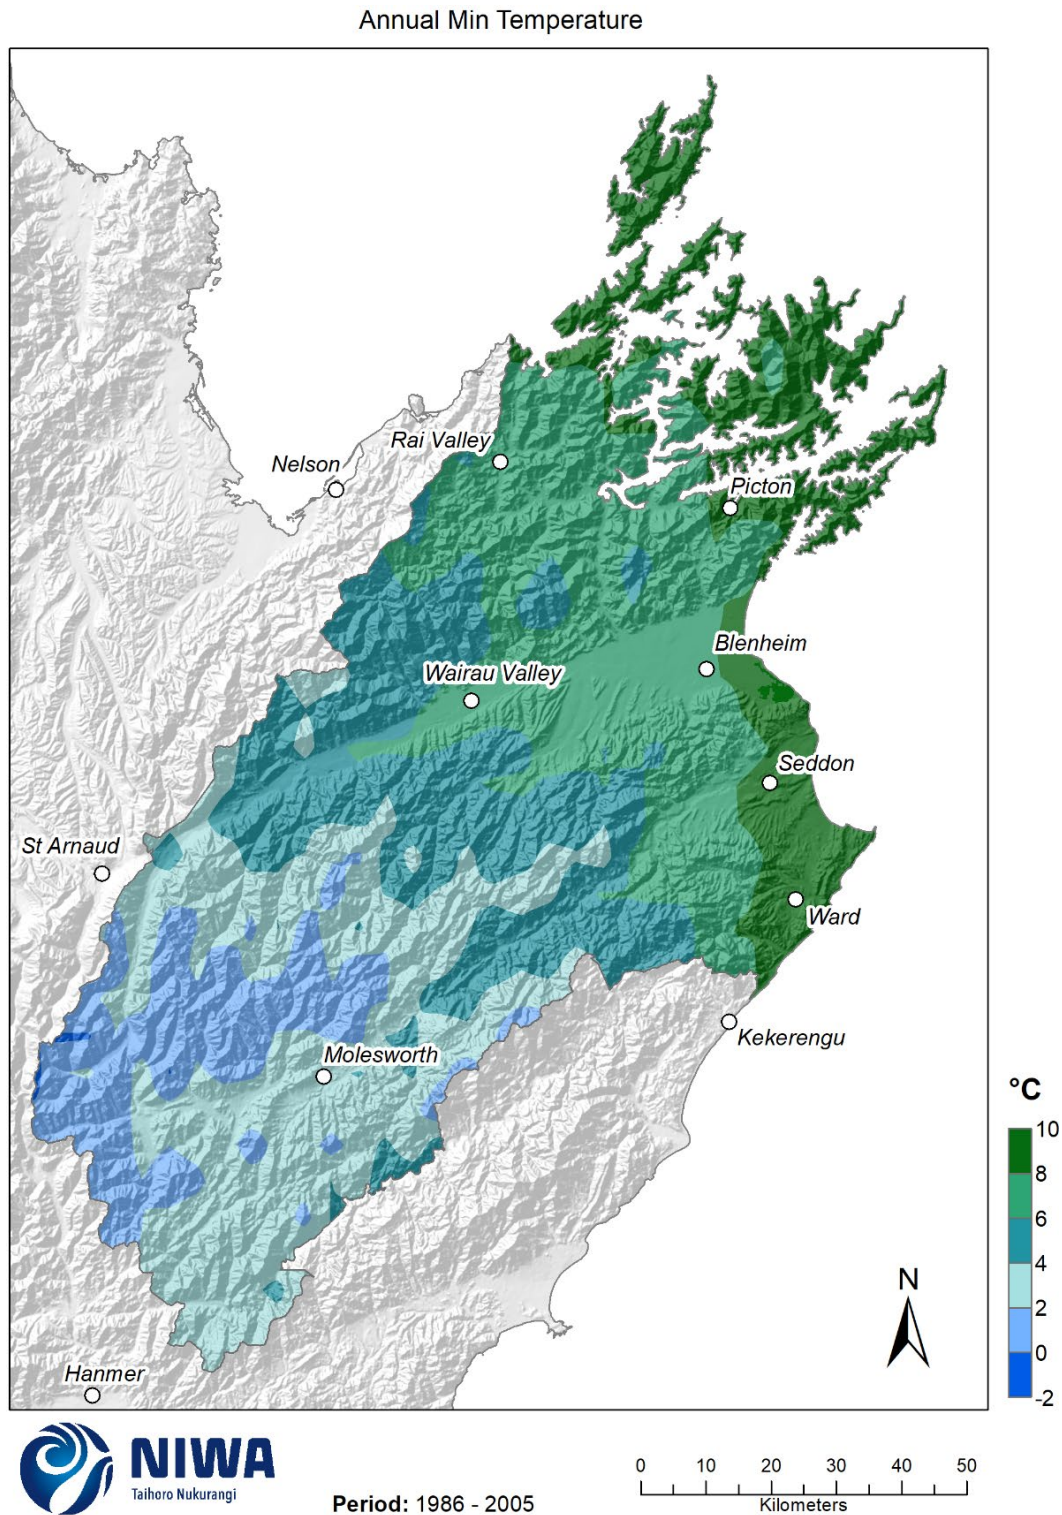 Annual Min Temperature
Rai Valley
Nelson
Picton
Blenheim
Wairau Valley
Seddon
St Arnaud
Ward
Kekerengu
Molesworth
°C
10
8
6
4
2
0
-2
N
Hanmer
NIWA
Taihoro Nukurangi
Period: 1986 - 2005
0 10 20 30 40 50
Kilometers